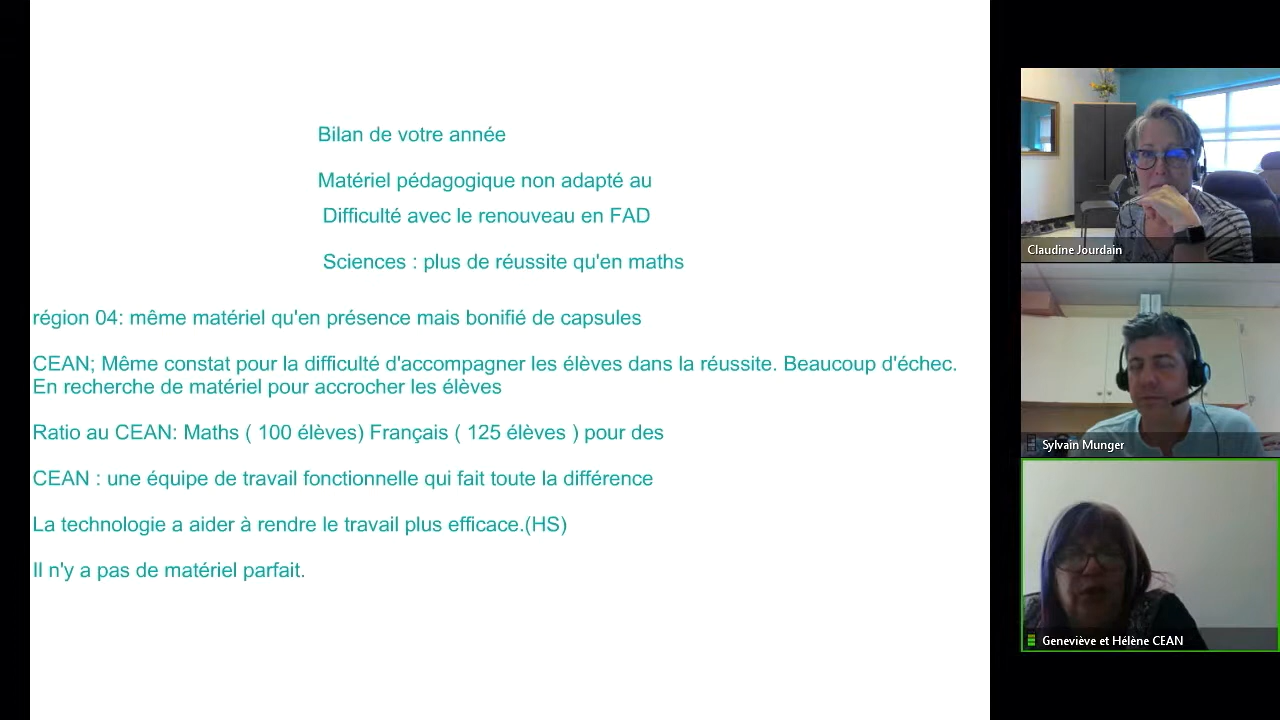 Bilan de votre année
Matériel pédagogique non adapté au
Difficulté avec le renouveau en FAD
Sciences : plus de réussite qu'en maths
région 04: même matériel qu'en présence mais bonifié de capsules
CEAN; Même constat pour la difficulté d'accompagner les élèves dans la réussite. Beaucoup d'échec.
En recherche de matériel pour accrocher les élèves
Ratio au CEAN: Maths ( 100 élèves) Français ( 125 élèves ) pour des
CEAN : une équipe de travail fonctionnelle qui fait toute la différence
La technologie a aider à rendre le travail plus efficace.(HS)
Il n'y a pas de matériel parfait.
Claudine Jourdain
Sylvain Munger
Geneviève et Hélène CEAN